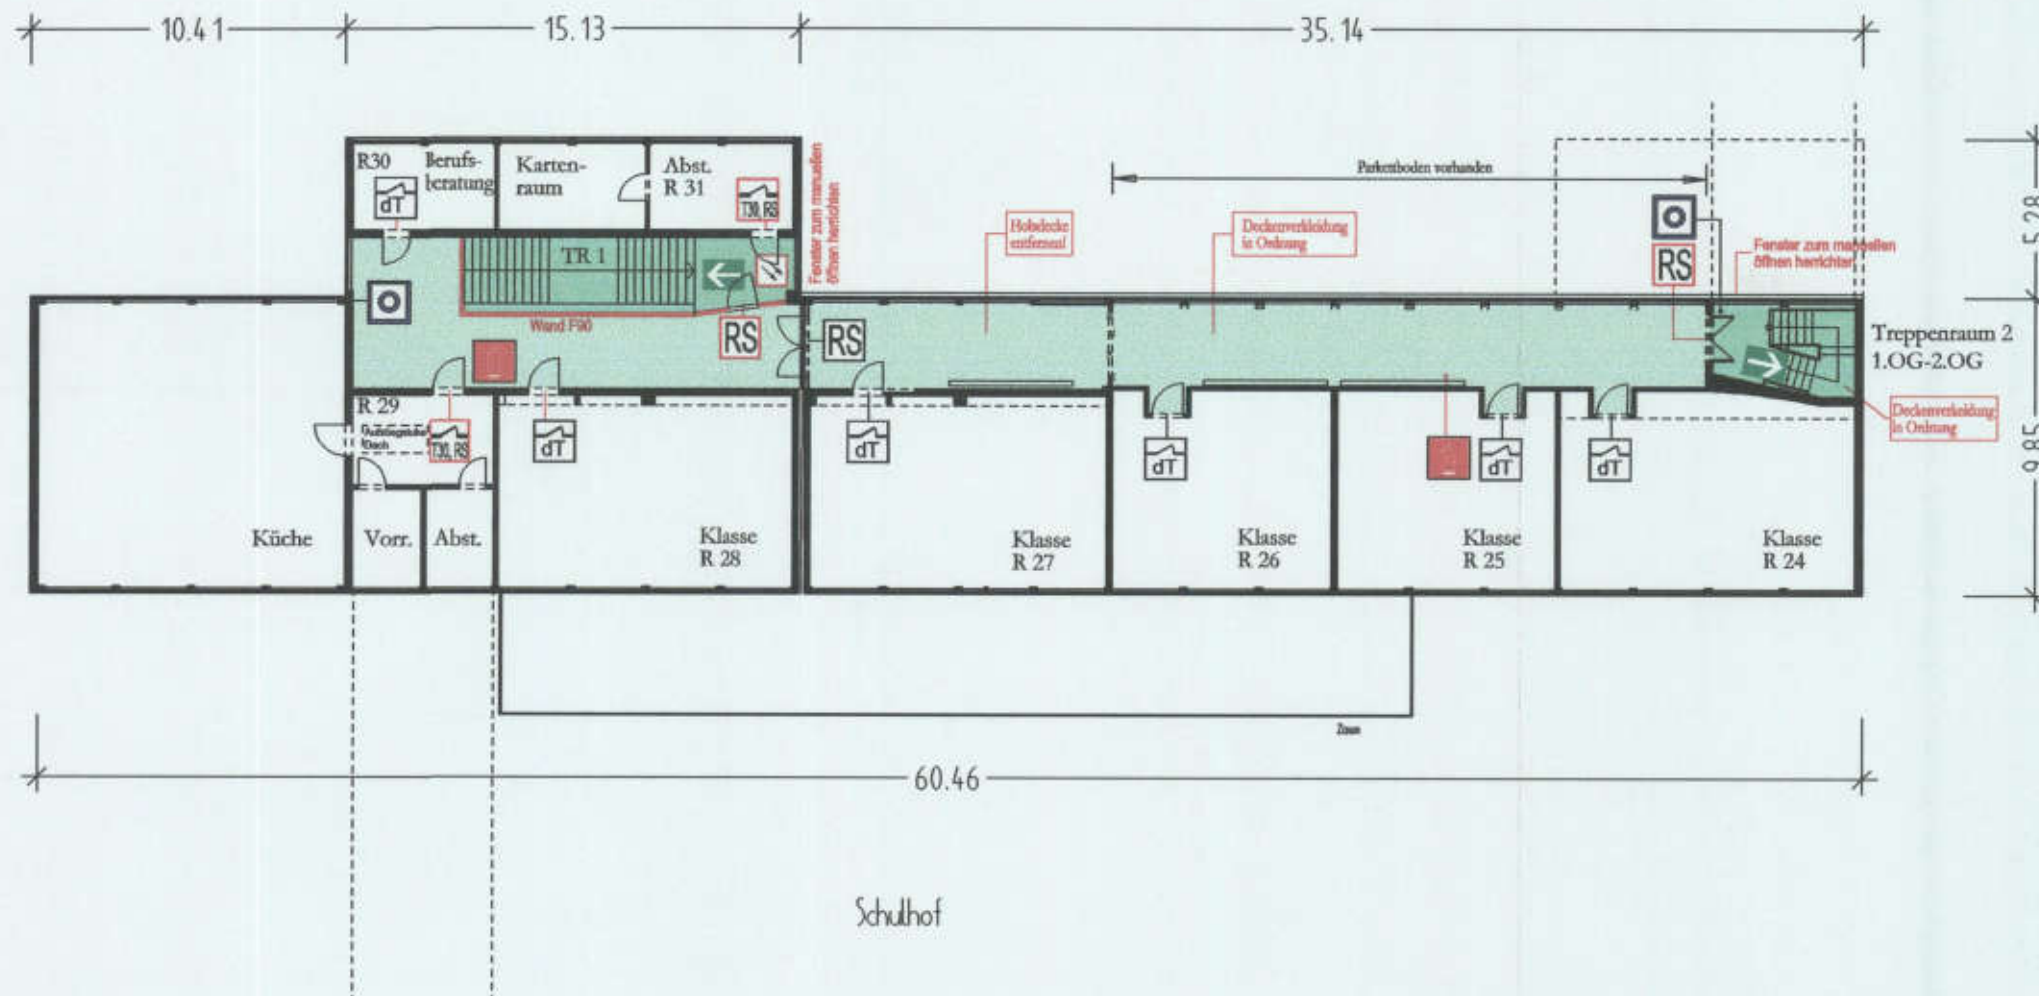 10.41
15.13
35.14
R30
Berufs-
beratung
Karten-
raum
Abst.
R 31
dT
T30, RS
Fenster zum manuellen
öffnen herrichten
Parkettboden vorhanden
5.28
Holzdecke
entfernen!
Deckenverkleidung
in Ordnung
RS
Fenster zum manuellen
öffnen herrichten
TR 1
Wand F90
RS
RS
Treppenraum 2
1.OG-2.OG
R 29
Dach
T30, RS
dT
dT
dT
dT
dT
Deckenverkleidung
in Ordnung
9.85
Küche
Vorr.
Abst.
Klasse
R 28
Klasse
R 27
Klasse
R 26
Klasse
R 25
Klasse
R 24
Zaun
60.46
Schulhof